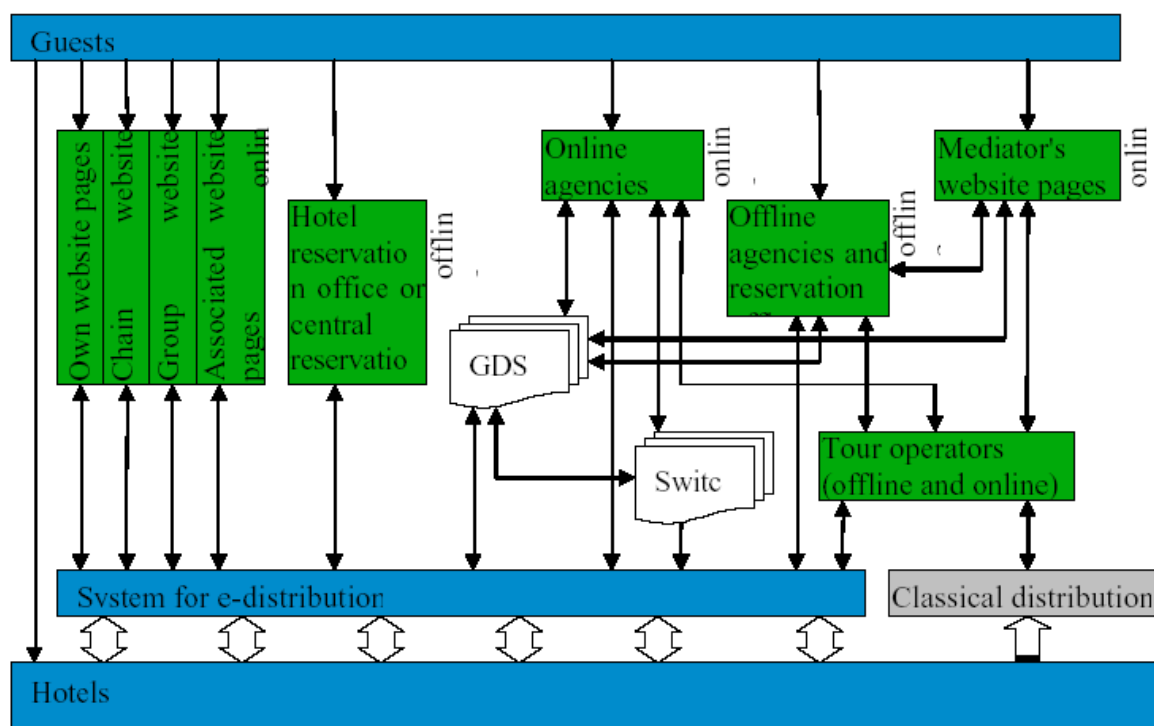 Guests
Own website pages
Chain website
Group website
Associated website
pages
onlin
Hotel
reservatio
n office or
central
reservatio
offlin
Online
agencies
onlin
Offline
agencies and
reservation
offlin
Mediator's
website pages
onlin
GDS
Switc
Tour operators
(offline and online)
System for e-distribution
Classical distribution
Hotels